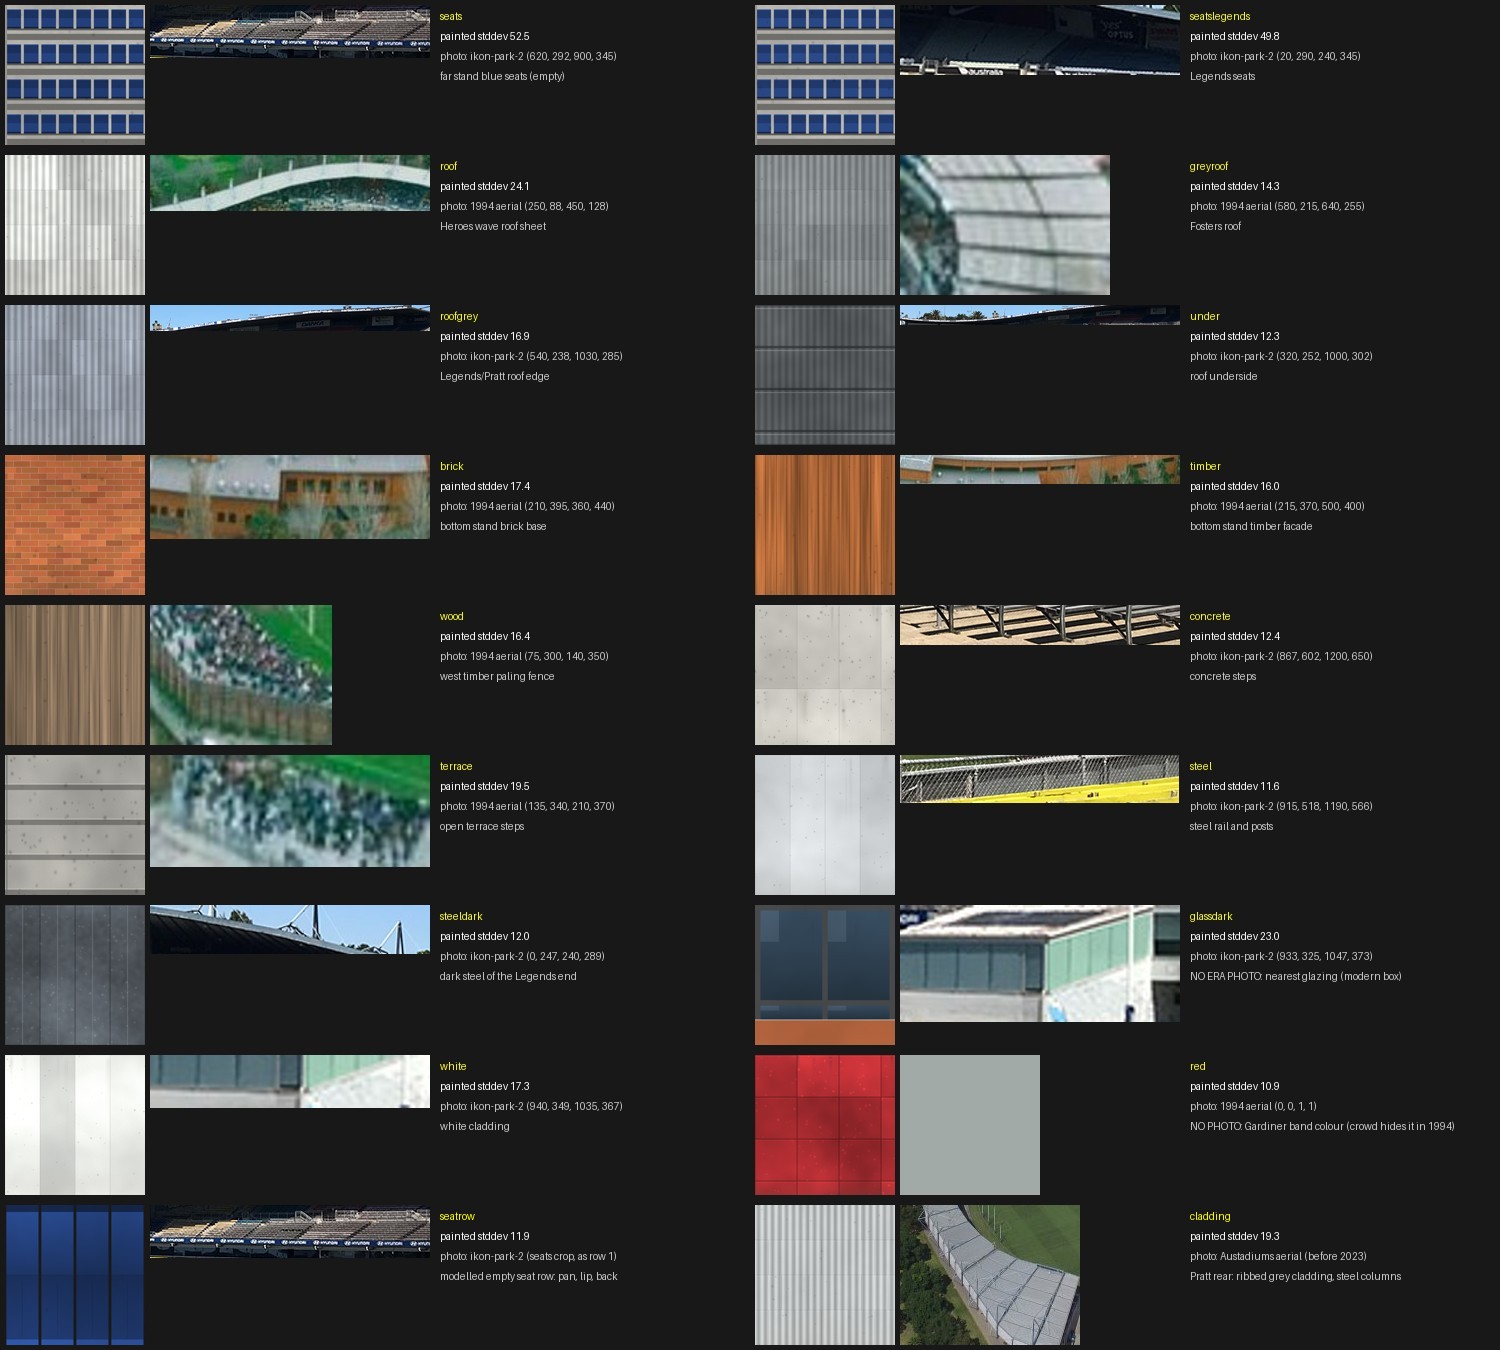 seats
painted stddev 52.5
photo: ikon-park-2 (620, 292, 900, 345)
far stand blue seats (empty)
seatslegends
painted stddev 49.8
photo: ikon-park-2 (20, 290, 240, 345)
Legends seats
roof
painted stddev 24.1
photo: 1994 aerial (250, 88, 450, 128)
Heroes wave roof sheet
greyroof
painted stddev 14.3
photo: 1994 aerial (580, 215, 640, 255)
Fosters roof
roofgrey
painted stddev 16.9
photo: ikon-park-2 (540, 238, 1030, 285)
Legends/Pratt roof edge
under
painted stddev 12.3
photo: ikon-park-2 (320, 252, 1000, 302)
roof underside
brick
painted stddev 17.4
photo: 1994 aerial (210, 395, 360, 440)
bottom stand brick base
timber
painted stddev 16.0
photo: 1994 aerial (215, 370, 500, 400)
bottom stand timber facade
wood
painted stddev 16.4
photo: 1994 aerial (75, 300, 140, 350)
west timber paling fence
concrete
painted stddev 12.4
photo: ikon-park-2 (867, 602, 1200, 650)
concrete steps
terrace
painted stddev 19.5
photo: 1994 aerial (135, 340, 210, 370)
open terrace steps
steel
painted stddev 11.6
photo: ikon-park-2 (915, 518, 1190, 566)
steel rail and posts
steeldark
painted stddev 12.0
photo: ikon-park-2 (0, 247, 240, 289)
dark steel of the Legends end
glassdark
painted stddev 23.0
photo: ikon-park-2 (933, 325, 1047, 373)
NO ERA PHOTO: nearest glazing (modern box)
white
painted stddev 17.3
photo: ikon-park-2 (940, 349, 1035, 367)
white cladding
red
painted stddev 10.9
photo: 1994 aerial (0, 0, 1, 1)
NO PHOTO: Gardiner band colour (crowd hides it in 1994)
seatrow
painted stddev 11.9
photo: ikon-park-2 (seats crop, as row 1)
modelled empty seat row: pan, lip, back
cladding
painted stddev 19.3
photo: Austadiums aerial (before 2023)
Pratt rear: ribbed grey cladding, steel columns